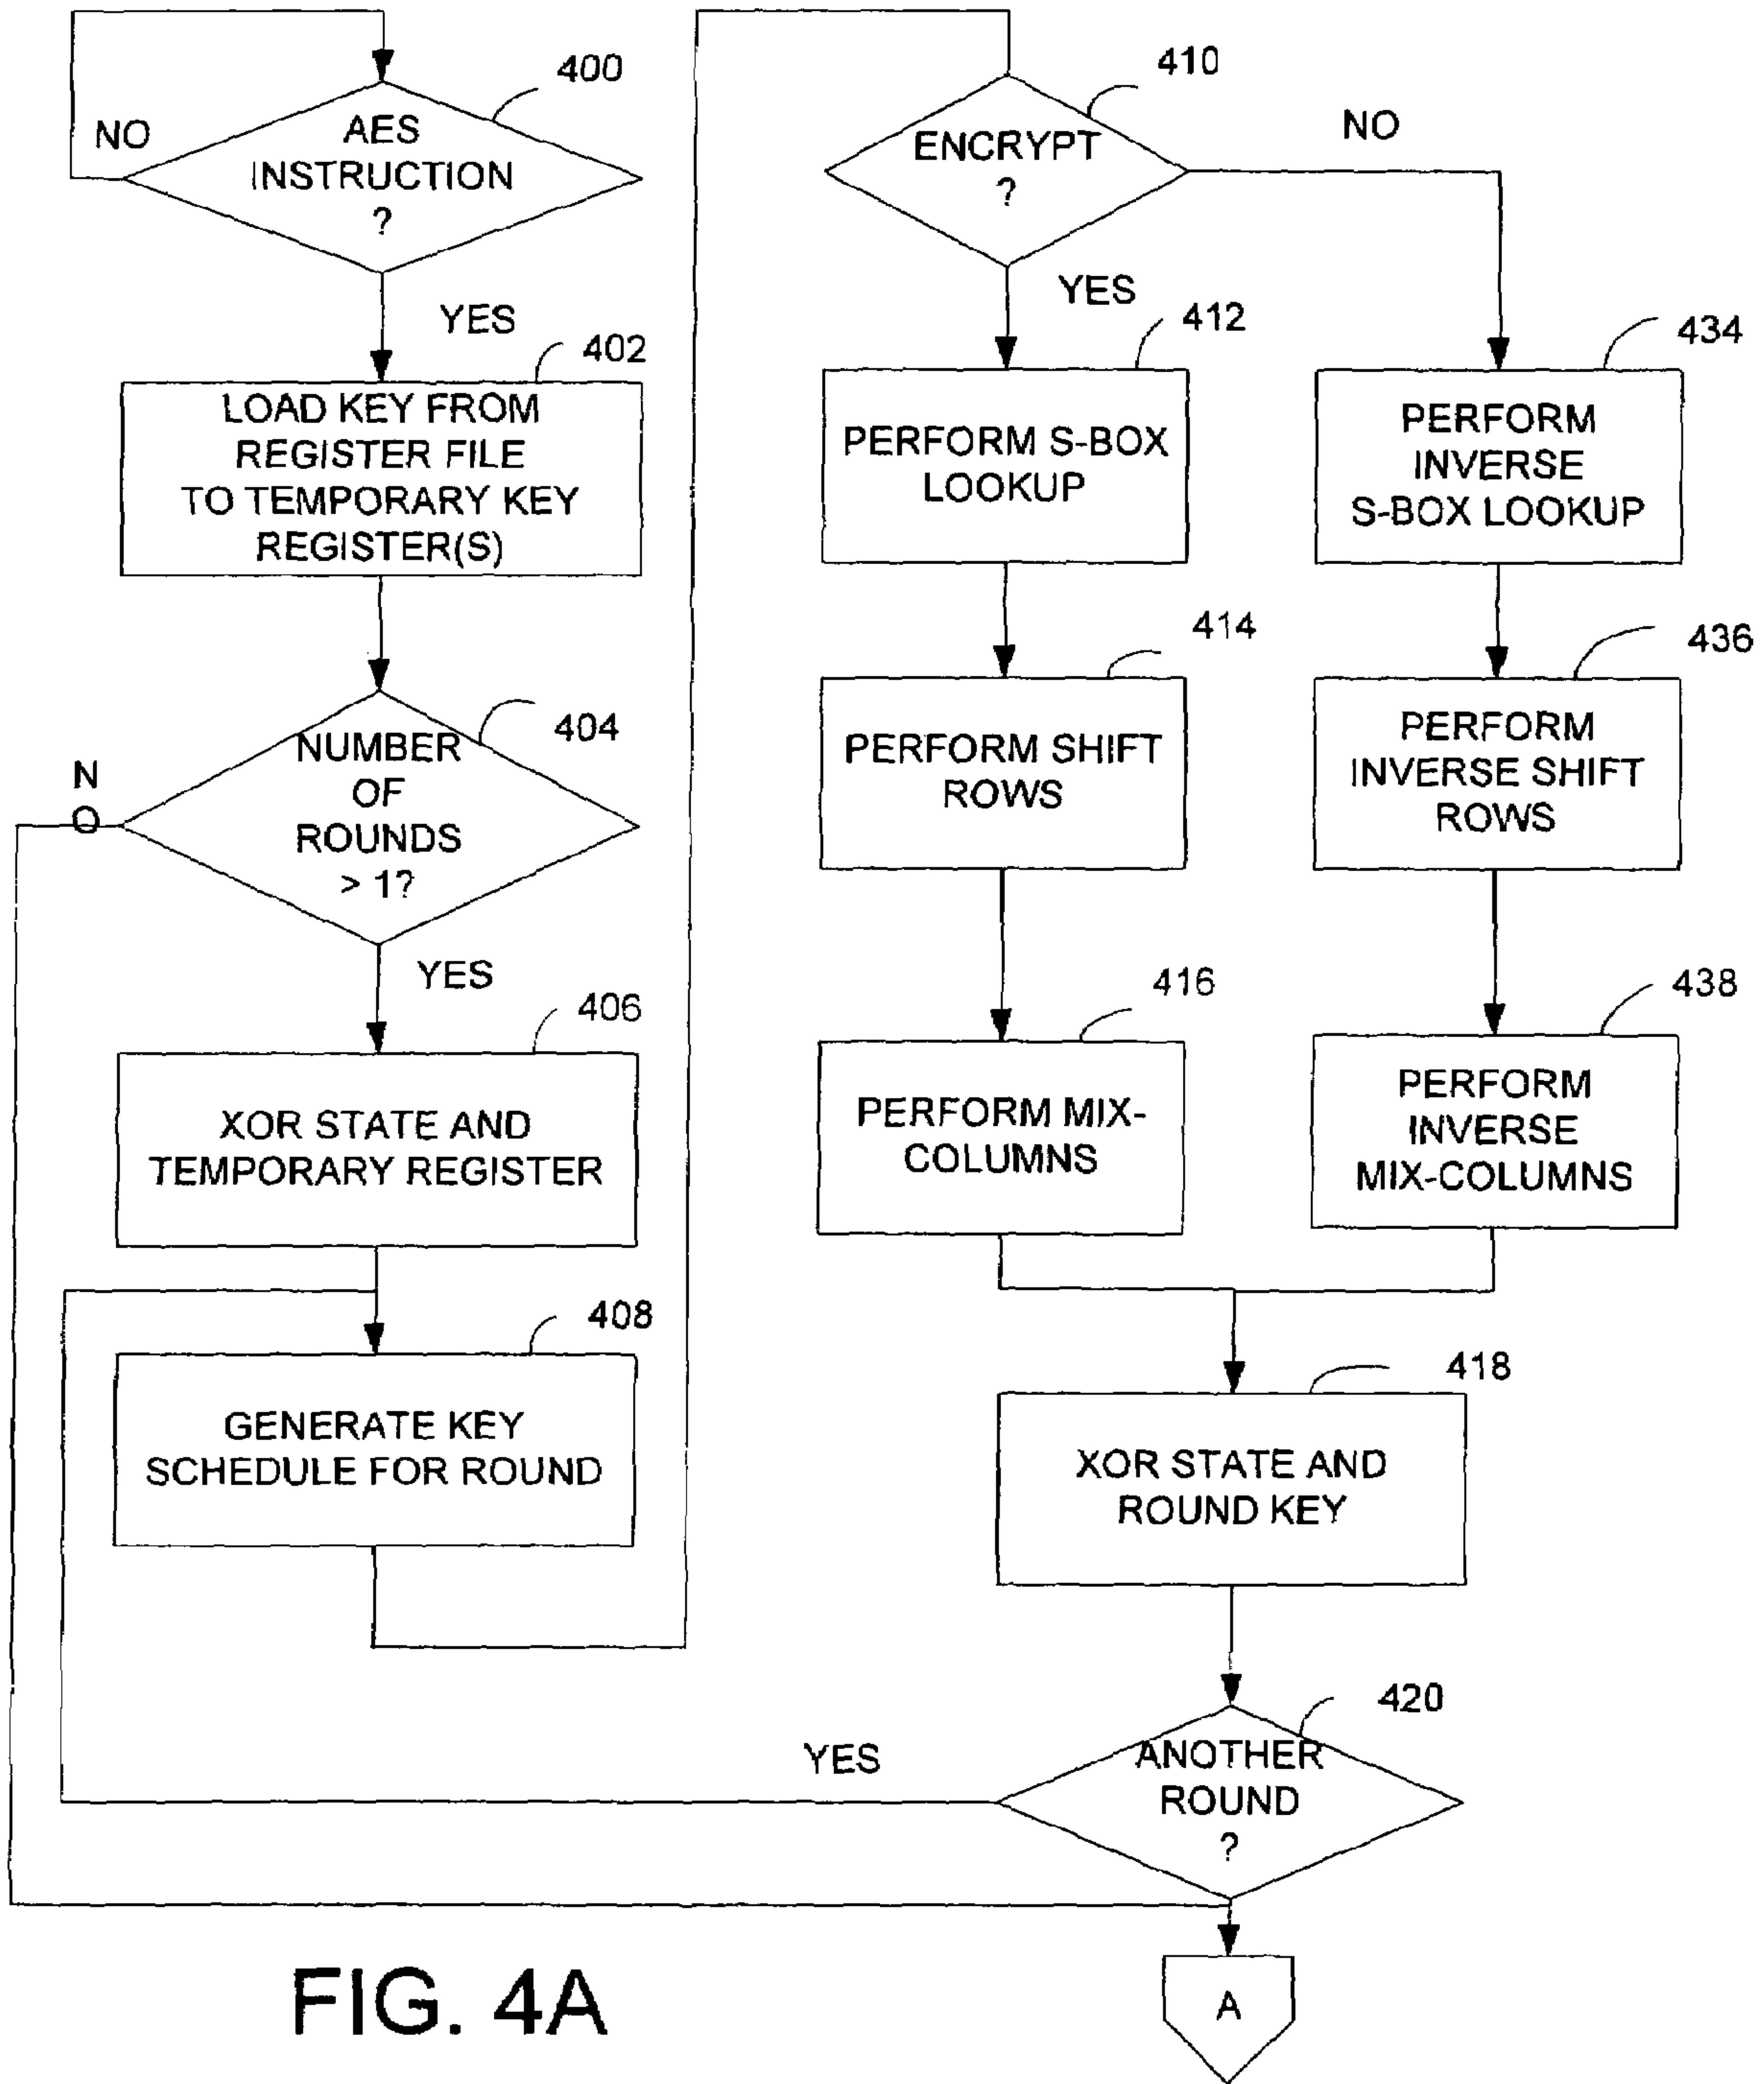 400
AES
INSTRUCTION
?
NO
YES
402
LOAD KEY FROM
REGISTER FILE
TO TEMPORARY KEY
REGISTER(S)
404
NUMBER
OF
ROUNDS
> 1?
N
O
YES
406
XOR STATE AND
TEMPORARY REGISTER
408
GENERATE KEY
SCHEDULE FOR ROUND
410
ENCRYPT
?
NO
YES
412
PERFORM S-BOX
LOOKUP
414
PERFORM SHIFT
ROWS
416
PERFORM MIX-
COLUMNS
434
PERFORM
INVERSE
S-BOX LOOKUP
436
PERFORM
INVERSE SHIFT
ROWS
438
PERFORM
INVERSE
MIX-COLUMNS
418
XOR STATE AND
ROUND KEY
420
ANOTHER
ROUND
?
YES
A
FIG. 4A